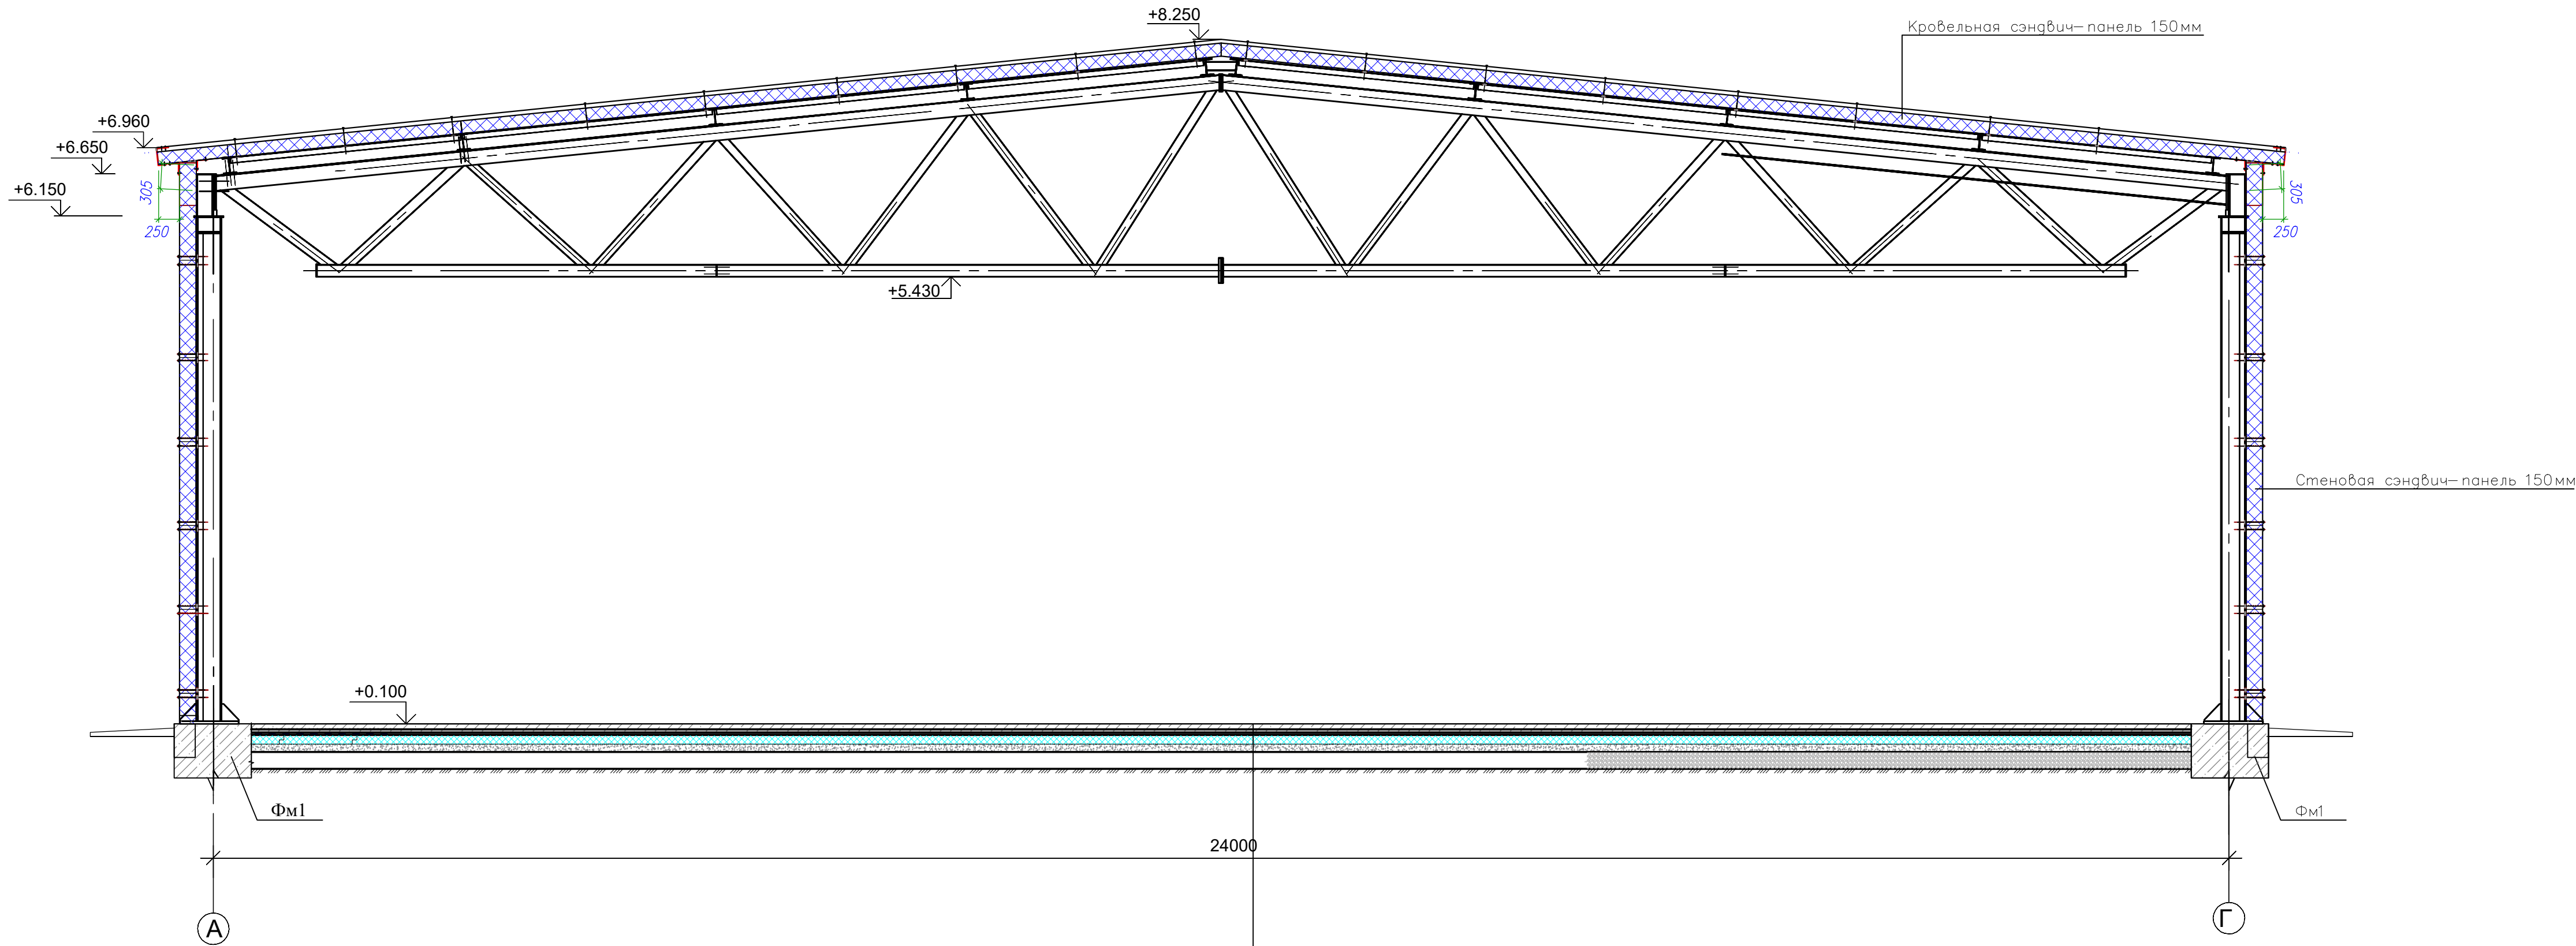 +8.250
Кровельная сэндвич-панель 150мм
+6.960
+6.650
+6.150
305
250
305
250
+5.430
Стеновая сэндвич-панель 150мм
+0.100
Фм1
Фм1
24000
А
Г